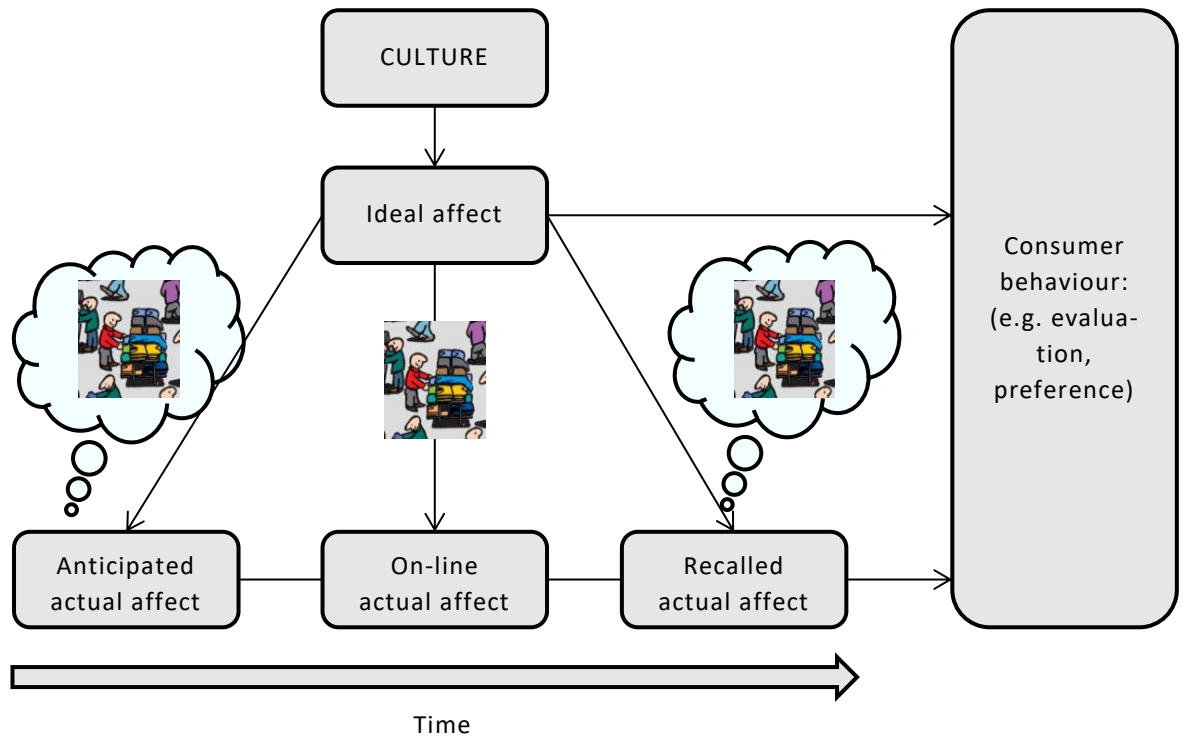 CULTURE
Ideal affect
Consumer
behaviour:
(e.g. evalua-
tion,
preference)
Anticipated
actual affect
On-line
actual affect
Recalled
actual affect
Time